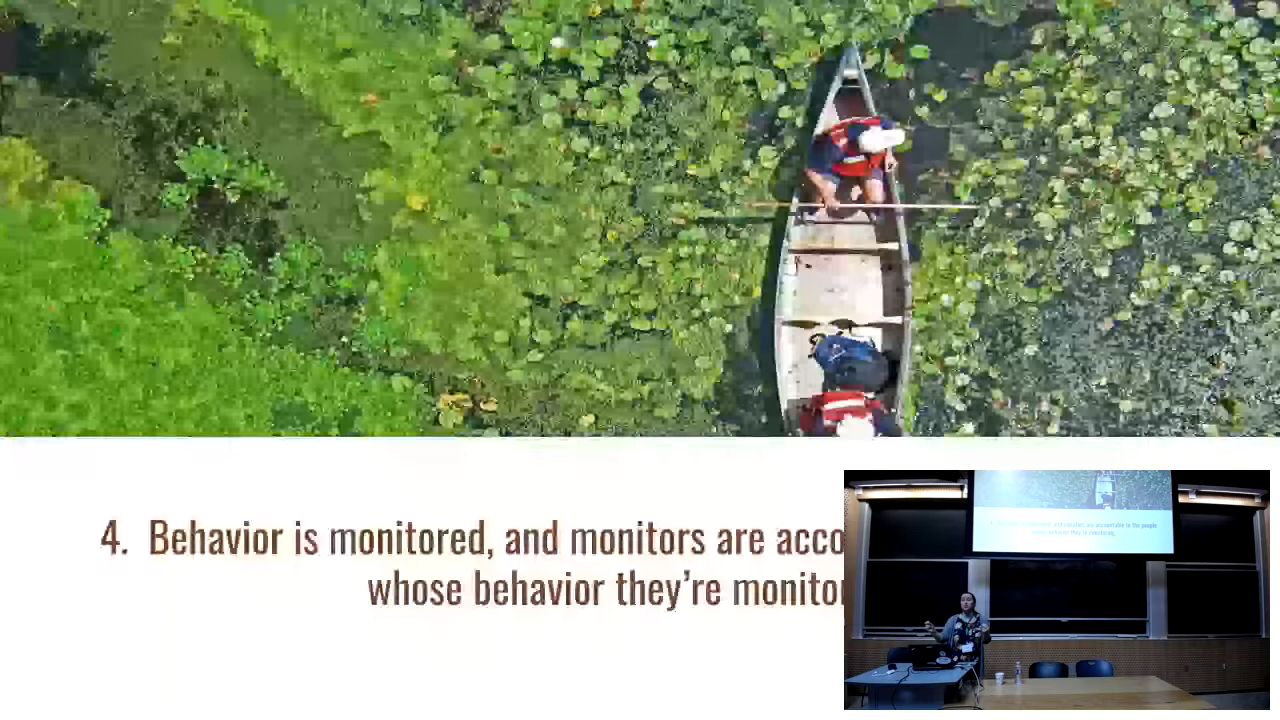 4. Behavior is monitored, and monitors are acco
whose behavior they're monito